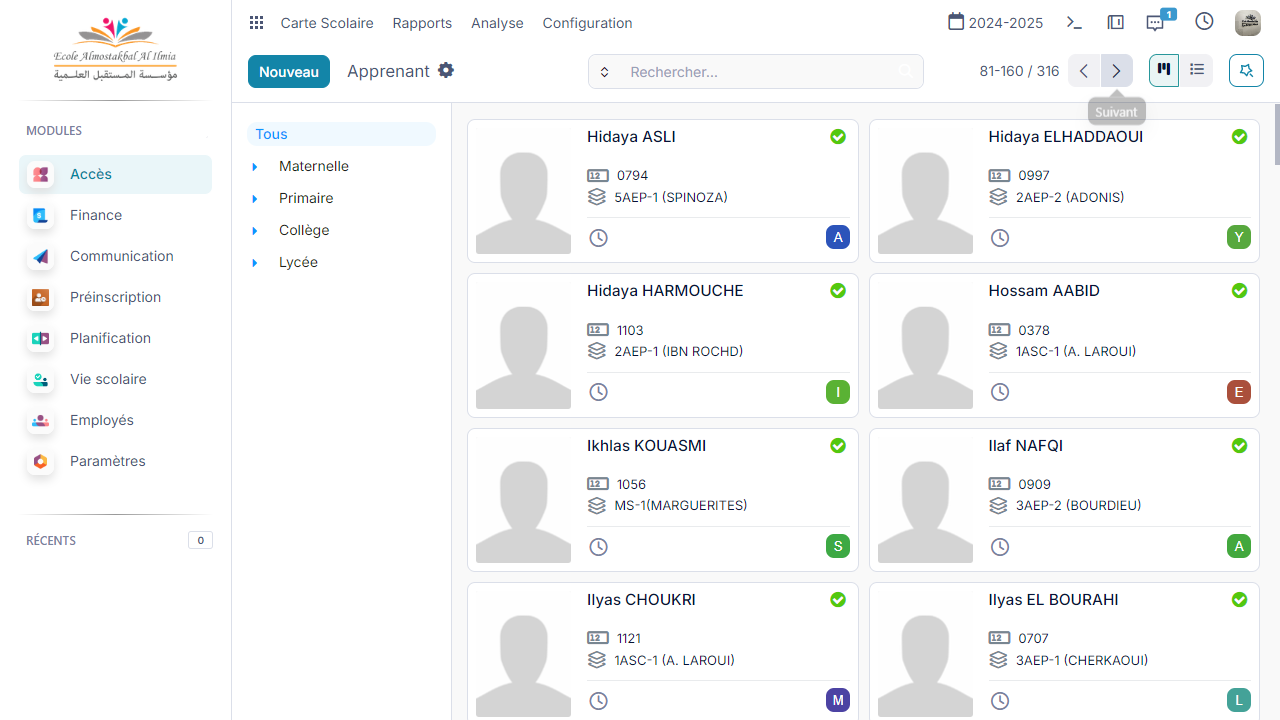 Ecole Almostakbal Al Ilmia
مؤسـسـة المـستـقبل العلـمـيـة
Carte Scolaire
Rapports
Analyse
Configuration
2024-2025
1
Nouveau
Apprenant
Rechercher...
81-160 / 316
Suivant
MODULES
Accès
Finance
Communication
Préinscription
Planification
Vie scolaire
Employés
Paramètres
RÉCENTS
0
Tous
Maternelle
Primaire
Collège
Lycée
Hidaya ASLI
0794
5AEP-1 (SPINOZA)
A
Hidaya ELHADDAOUI
0997
2AEP-2 (ADONIS)
Y
Hidaya HARMOUCHE
1103
2AEP-1 (IBN ROCHD)
I
Hossam AABID
0378
1ASC-1 (A. LAROUI)
E
Ikhlas KOUASMI
1056
MS-1(MARGUERITES)
S
Ilaf NAFQI
0909
3AEP-2 (BOURDIEU)
A
Ilyas CHOUKRI
1121
1ASC-1 (A. LAROUI)
M
Ilyas EL BOURAHI
0707
3AEP-1 (CHERKAOUI)
L